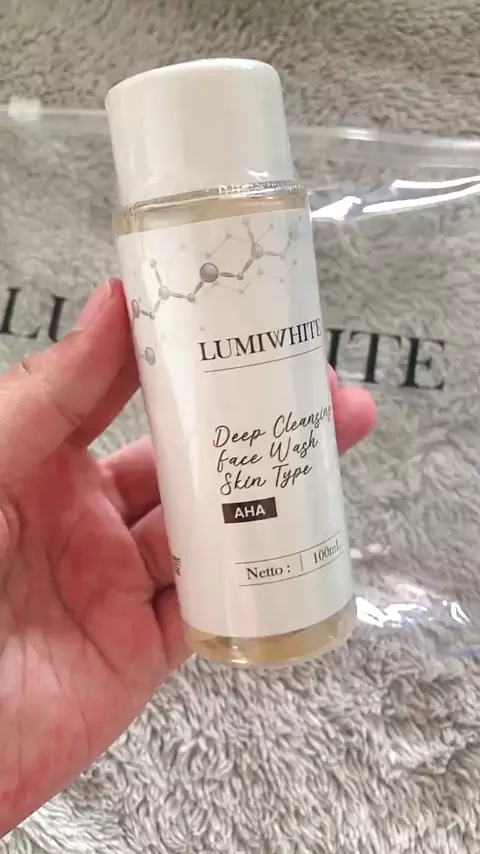 LUMIWHITE
Deep Cleansing
Face Wash
Skin Type
AHA
Netto : | 100mL